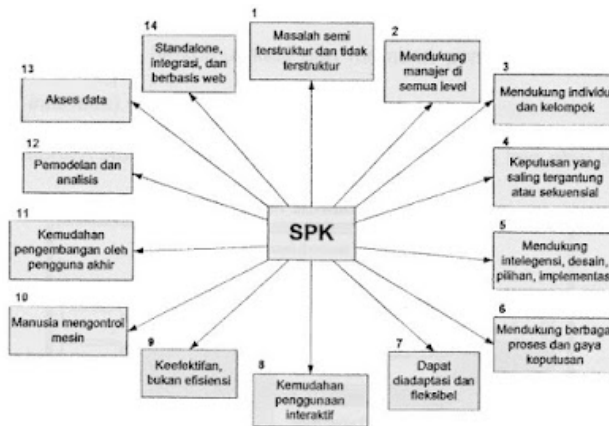 1
Masalah semi
terstruktur dan tidak
terstruktur
2
Mendukung
manajer di
semua level
3
Mendukung individu
dan kelompok
4
Keputusan yang
saling tergantung
atau sekuensial
5
Mendukung
intelegensi, desain,
pilihan, implementas
6
Mendukung berbaga
proses dan gaya
keputusan
7
Dapat
diadaptasi dan
fleksibel
8
Kemudahan
penggunaan
interaktif
9
Keefektifan,
bukan efisiensi
10
Manusia mengontrol
mesin
11
Kemudahan
pengembangan oleh
pengguna akhir
12
Pemodelan dan
analisis
13
Akses data
14
Standalone,
integrasi, dan
berbasis web
SPK